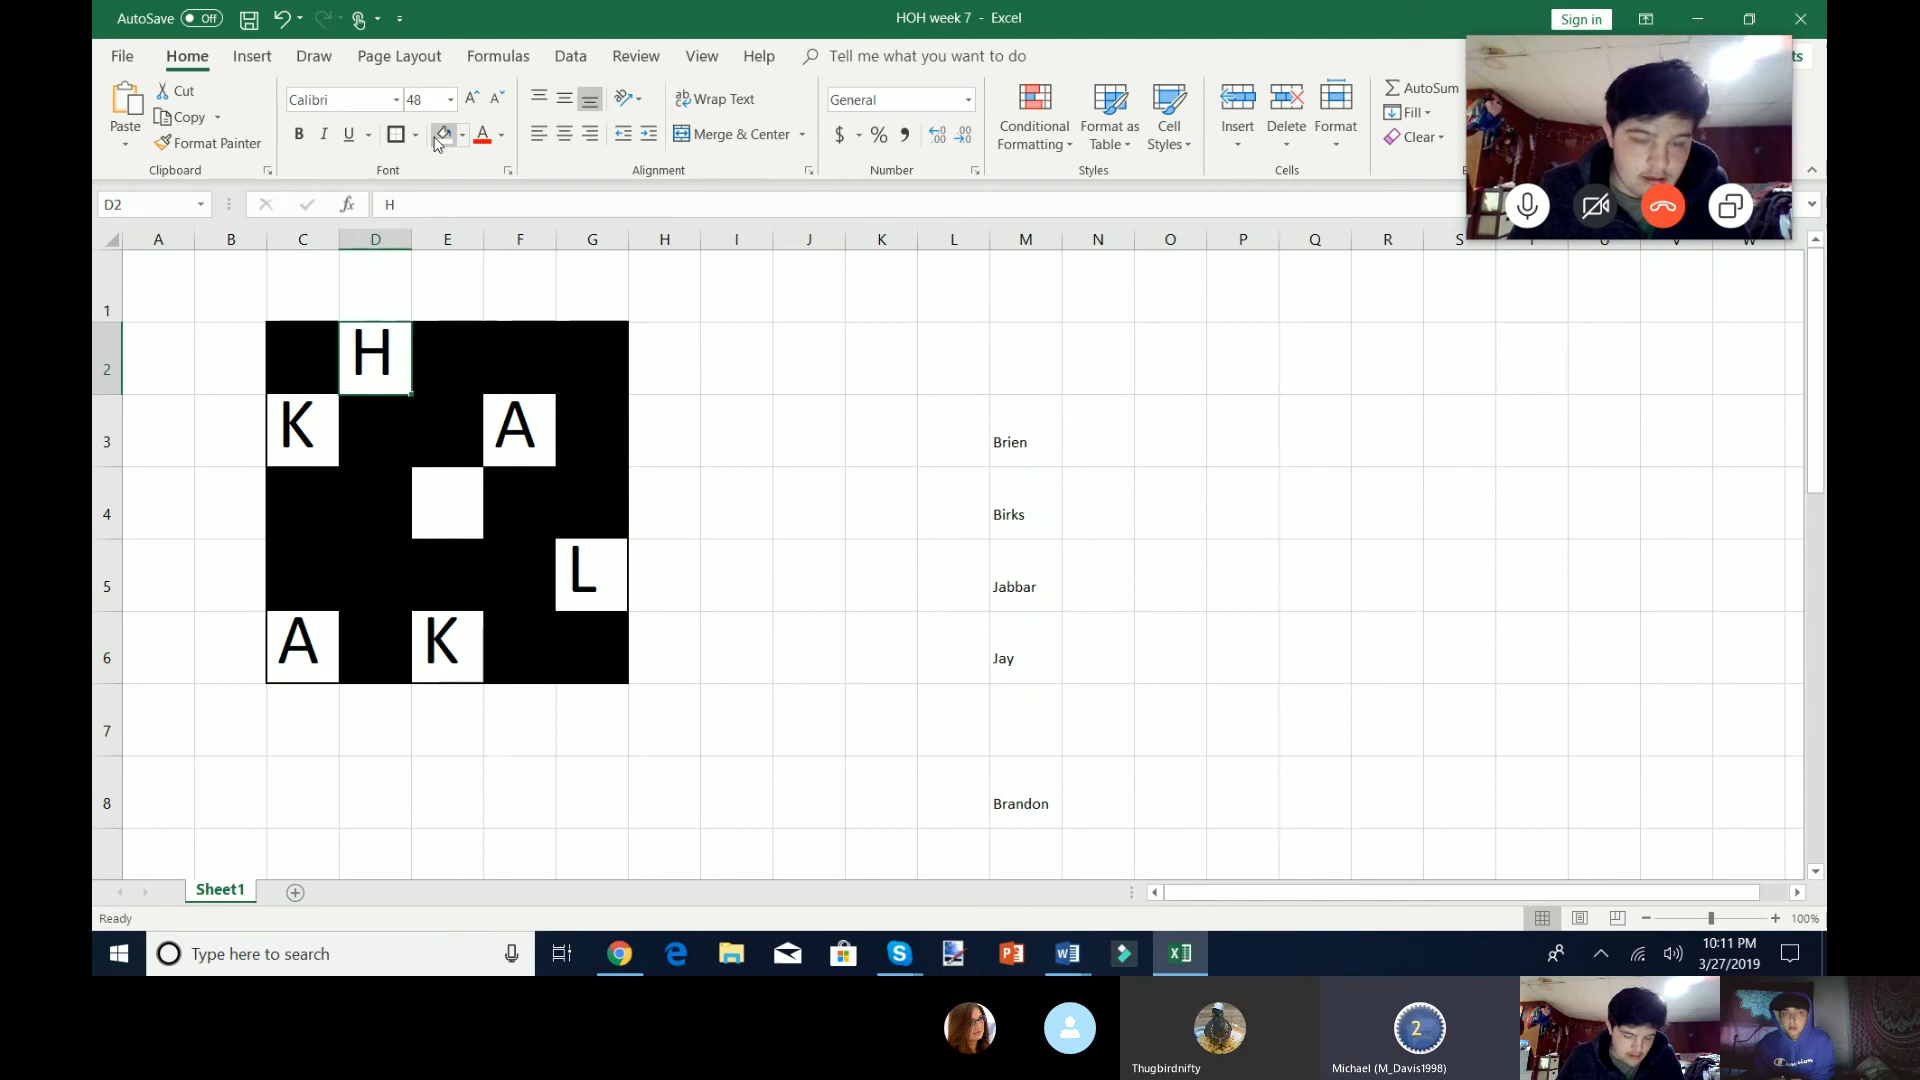 AutoSave Off
HOH week 7 - Excel
Sign in
File Home Insert Draw Page Layout Formulas Data Review View Help Tell me what you want to do
ts
Paste
Cut
Copy
Format Painter
Clipboard
Calibri 48
B I U A
Font
Wrap Text
Merge & Center
Alignment
General
$ % ,
Number
Conditional Formatting
Format as Table
Cell Styles
Styles
Insert Delete Format
Cells
AutoSum
Fill
Clear
D2
fx
H
A B C D E F G H I J K L M N O P Q R S
1
2 H
3 K A Brien
4 Birks
5 L Jabbar
6 A K Jay
7
8 Brandon
Sheet1
Ready
100%
Type here to search
10:11 PM
3/27/2019
2
Thugbirdnifty
Michael (M_Davis1998)